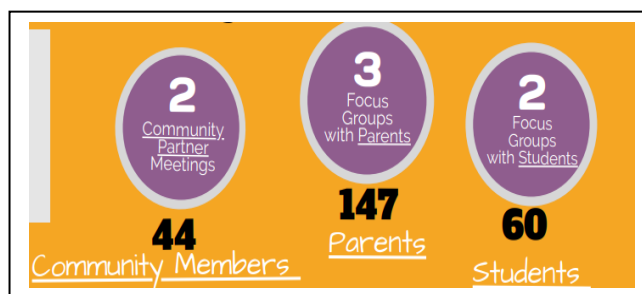 2
Community
Partner
Meetings
44
Community Members
3
Focus
Groups
with Parents
147
Parents
2
Focus
Groups
with Students
60
Students